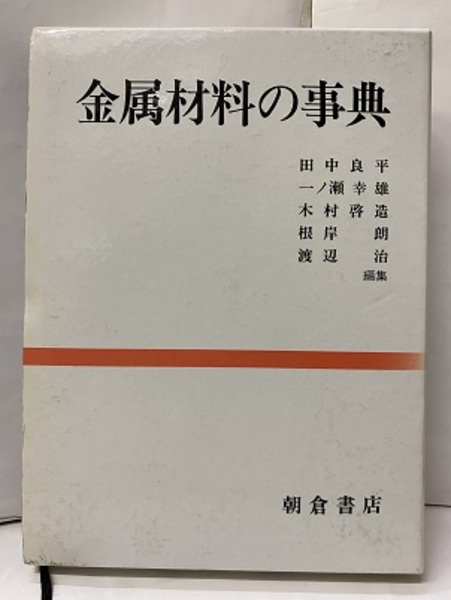 金属材料の事典
田中良平
一ノ瀬幸雄
木村啓造
根岸朗
渡辺治
編集
朝倉書店